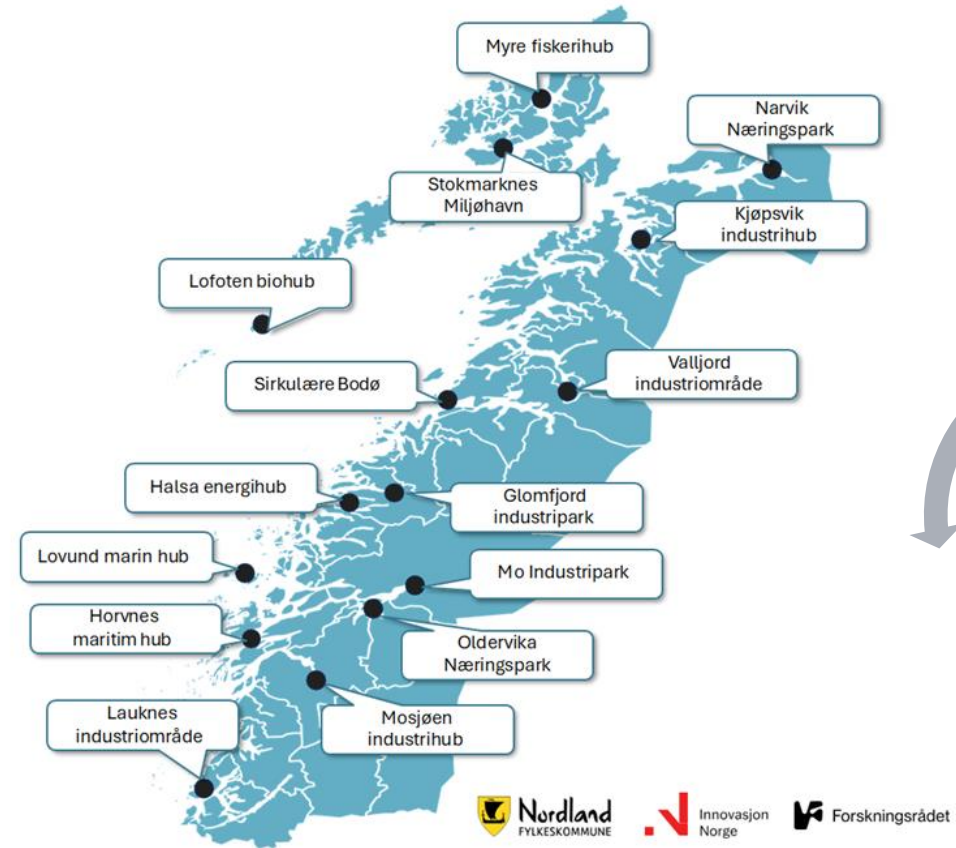 Myre fiskerihub
Narvik
Næringspark
Stokmarknes
Miljøhavn
Kjøpsvik
industrihub
Lofoten biohub
Valljord
industriområde
Sirkulære Bodø
Halsa energihub
Glomfjord
industripark
Lovund marin hub
Mo Industripark
Horvnes
maritim hub
Oldervika
Næringspark
Lauknes
industriområde
Mosjøen
industrihub
Nordland
FYLKESKOMMUNE
Innovasjon
Norge
Forskningsrådet